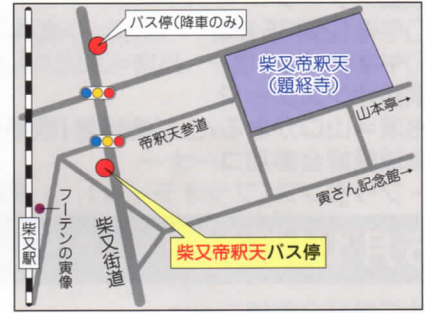 バス停(降車のみ)
柴又帝釈天
(題経寺)
山本亭→
帝釈天参道
寅さん記念館→
柴又駅
フーテンの寅像
柴又街道
柴又帝釈天バス停